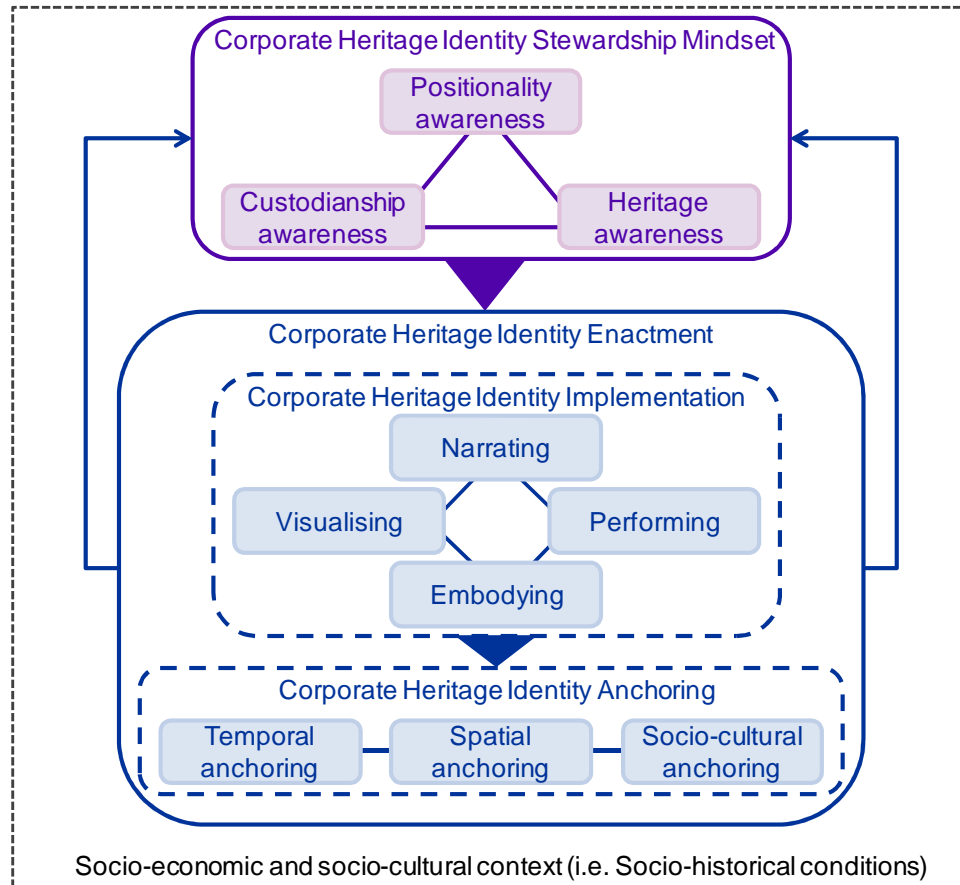 Corporate Heritage Identity Stewardship Mindset
Positionality
awareness
Custodianship
awareness
Heritage
awareness
Corporate Heritage Identity Enactment
Corporate Heritage Identity Implementation
Narrating
Visualising
Performing
Embodying
Corporate Heritage Identity Anchoring
Temporal
anchoring
Spatial
anchoring
Socio-cultural
anchoring
Socio-economic and socio-cultural context (i.e. Socio-historical conditions)